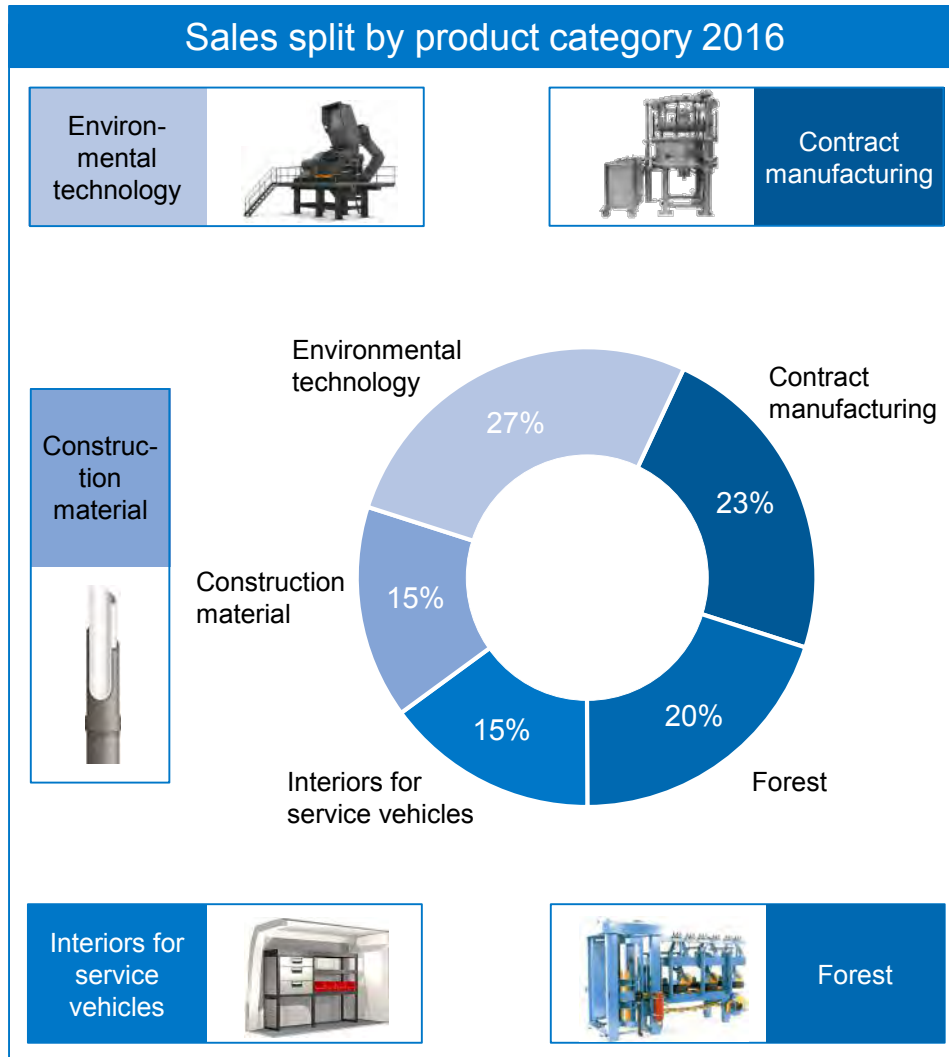 Sales split by product category 2016
Environ-
mental
technology
Contract
manufacturing
Environmental
technology
27%
Contract
manufacturing
23%
Construc-
tion
material
Construction
material
15%
15%
20%
Interiors for
service vehicles
Forest
Interiors for
service
vehicles
Forest